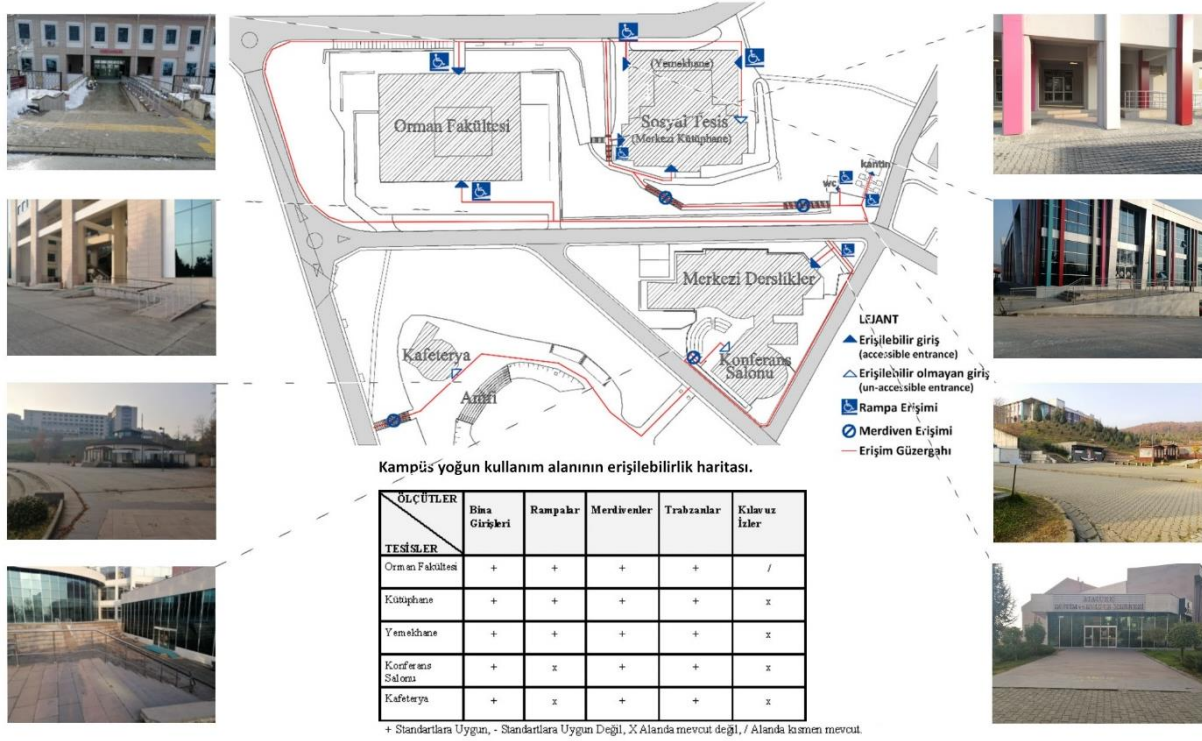 (Yemekhane)
Orman Fakültesi
Sosyal Tesis
(Merkezi Kütüphane)
kantin
wc
Merkezi Derslikler
Kafeterya
Konferans
Salonu
Amfi
LEJANT
Erişilebilir giriş
(accessible entrance)
Erişilebilir olmayan giriş
(un-accessible entrance)
Rampa Erişimi
Merdiven Erişimi
Erişim Güzergahı
Kampüs yoğun kullanım alanının erişilebilirlik haritası.
ÖLÇÜTLER
TESİSLER
Bina Girişleri Rampalar Merdivenler Trabzanlar Kılavuz İzler
Orman Fakültesi + + + + /
Kütüphane + + + + x
Yemekhane + + + + x
Konferans Salonu + x + + x
Kafeterya + x + + x
+ Standartlara Uygun, - Standartlara Uygun Değil, X Alanda mevcut değil, / Alanda kısmen mevcut.